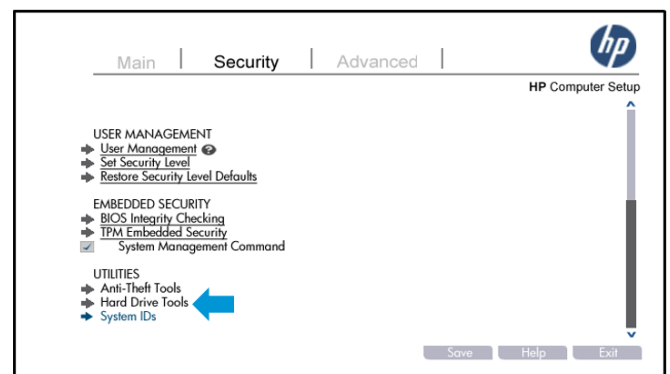 hp
Main Security Advanced
HP Computer Setup
USER MANAGEMENT
User Management ?
Set Security Level
Restore Security Level Defaults
EMBEDDED SECURITY
BIOS Integrity Checking
TPM Embedded Security
System Management Command
UTILITIES
Anti-Theft Tools
Hard Drive Tools
System IDs
Save Help Exit